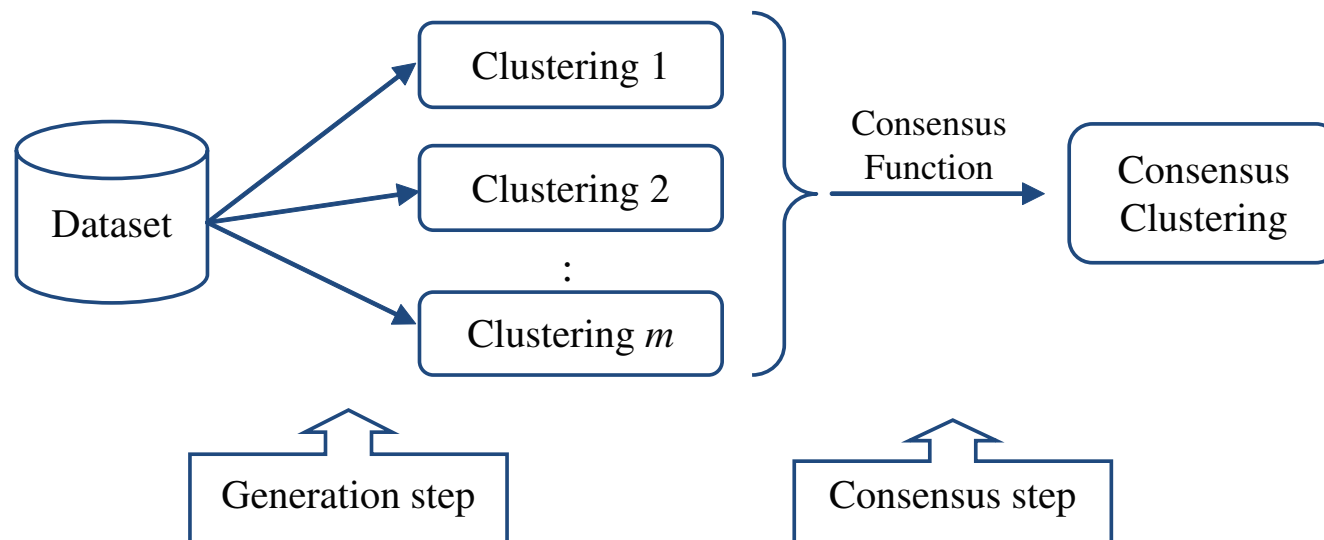 Dataset
Clustering 1
Clustering 2
:
Clustering m
Consensus
Function
Consensus
Clustering
Generation step
Consensus step